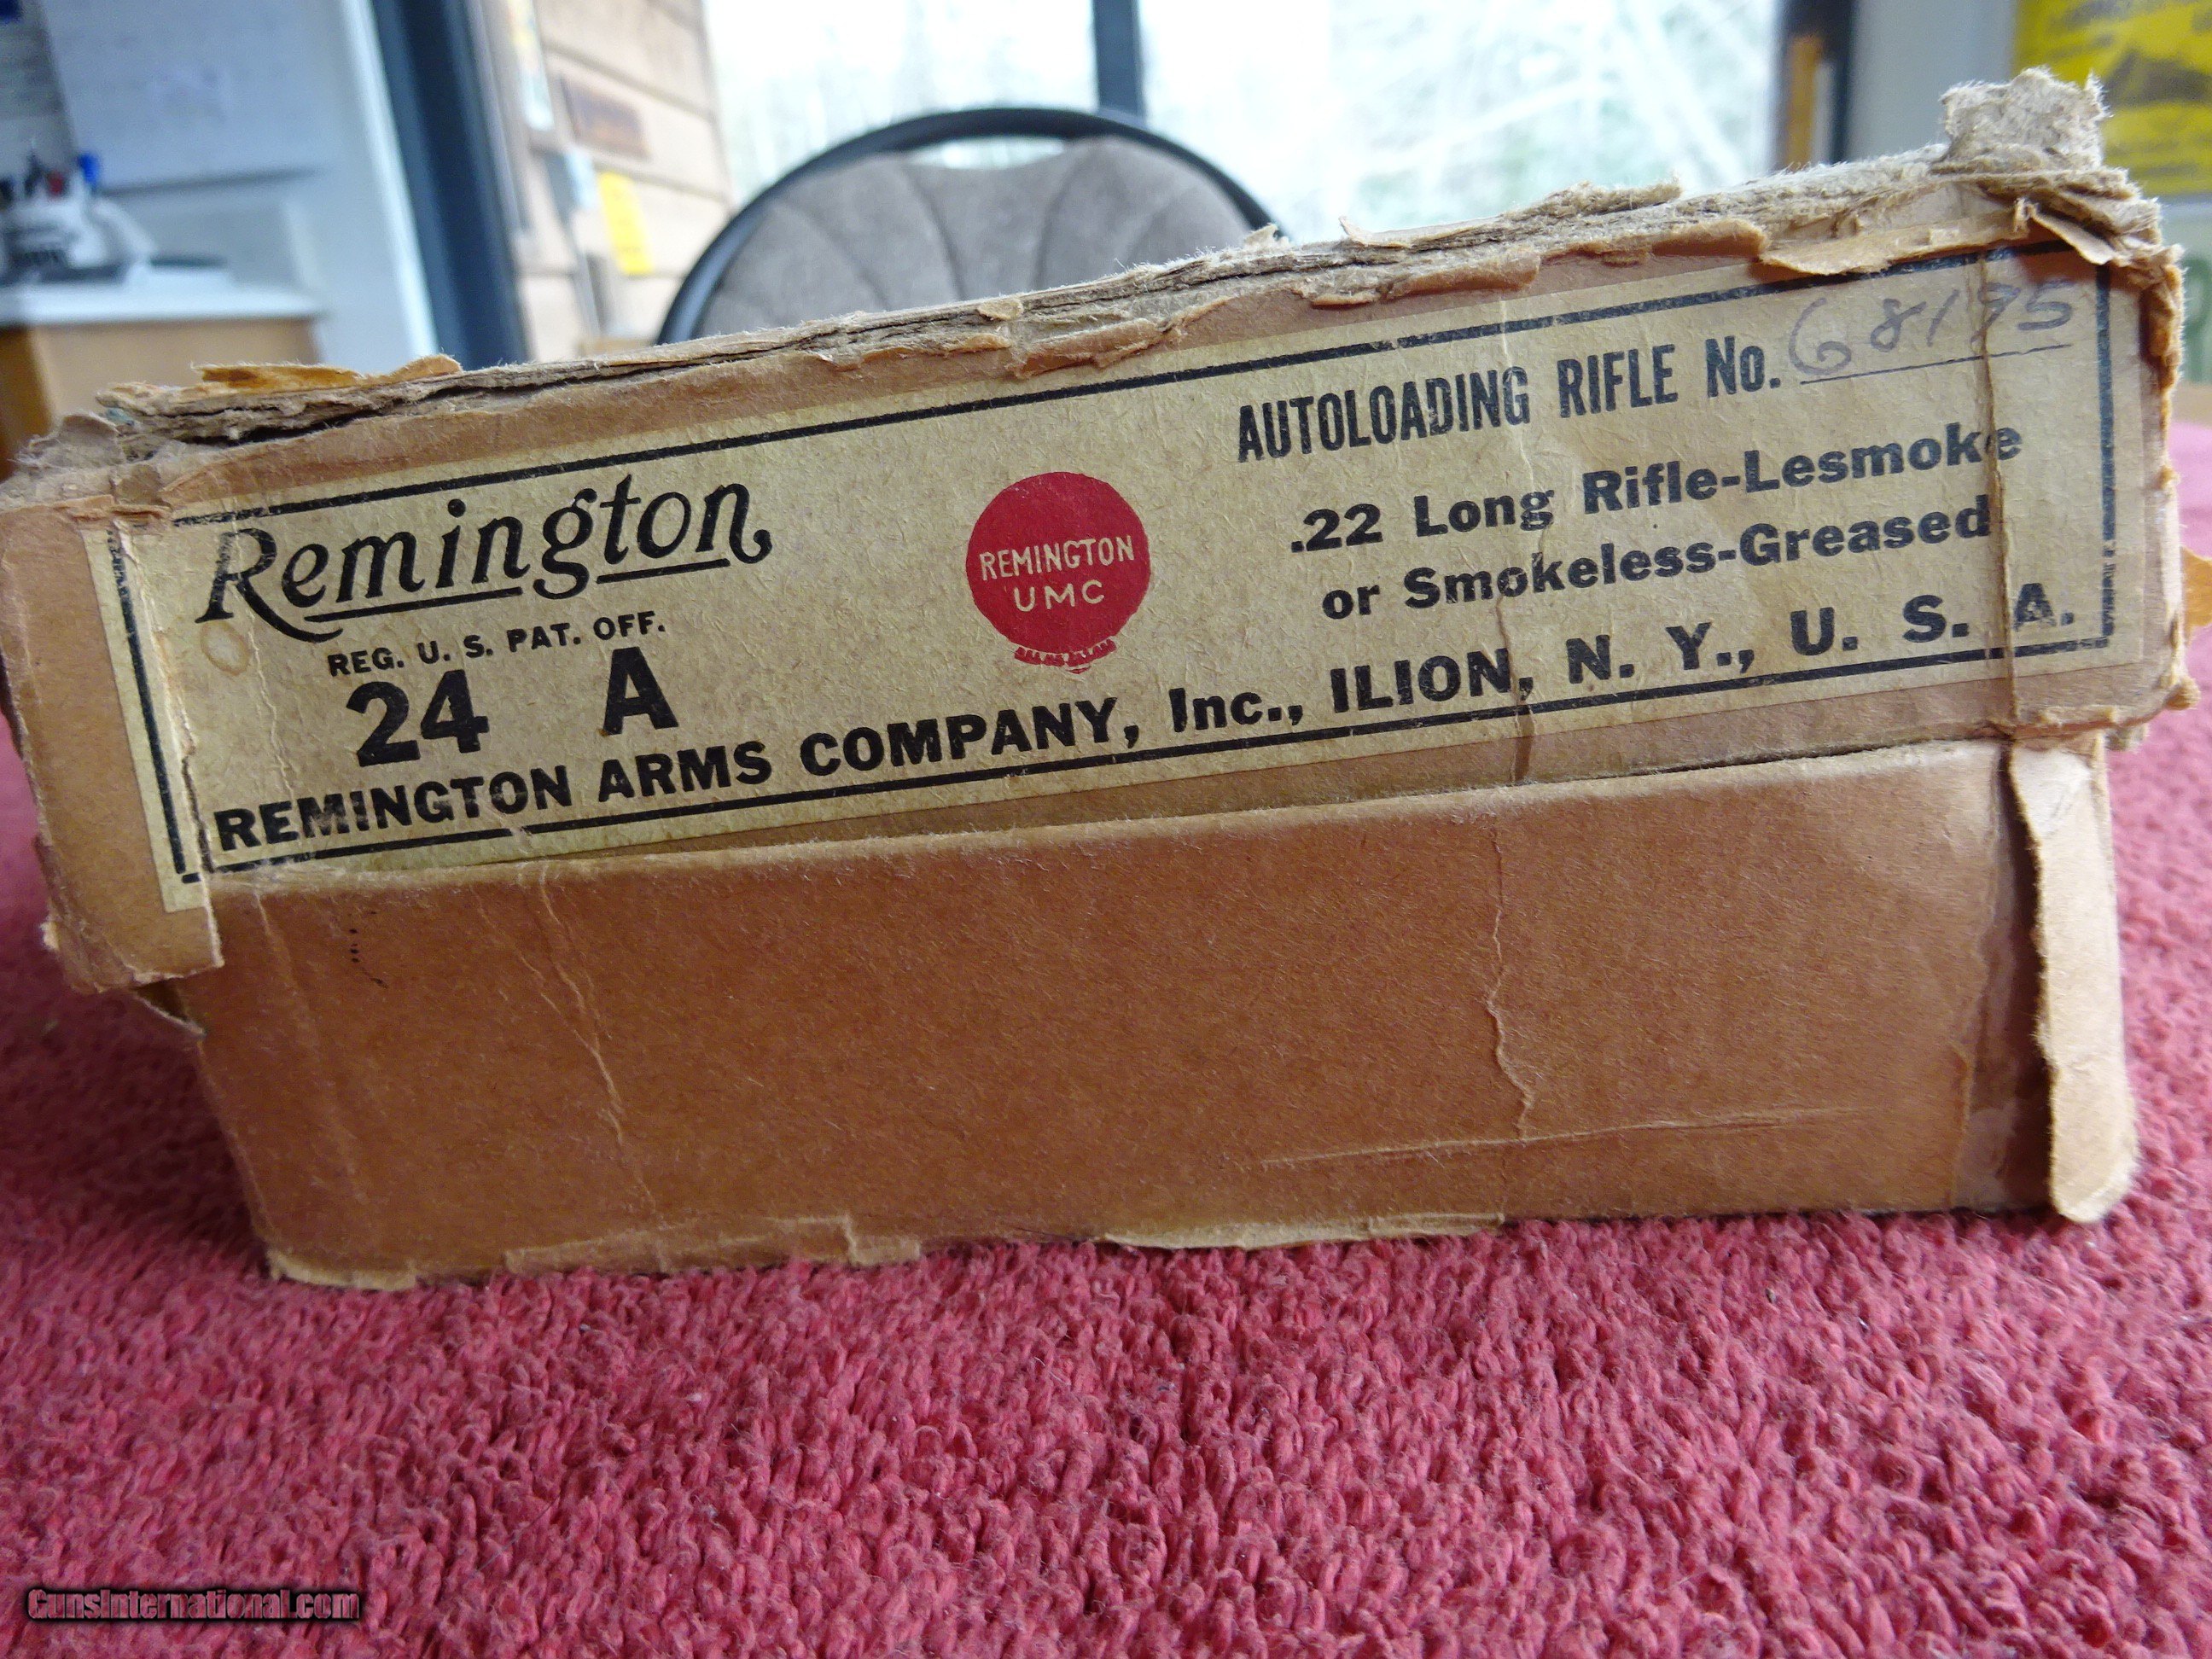 Remington
REG. U. S. PAT. OFF.
24 A
REMINGTON
UMC
AUTOLOADING RIFLE No. 68195
.22 Long Rifle-Lesmoke
or Smokeless-Greased
REMINGTON ARMS COMPANY, Inc., ILION, N. Y., U. S. A.
GunsInternational.com